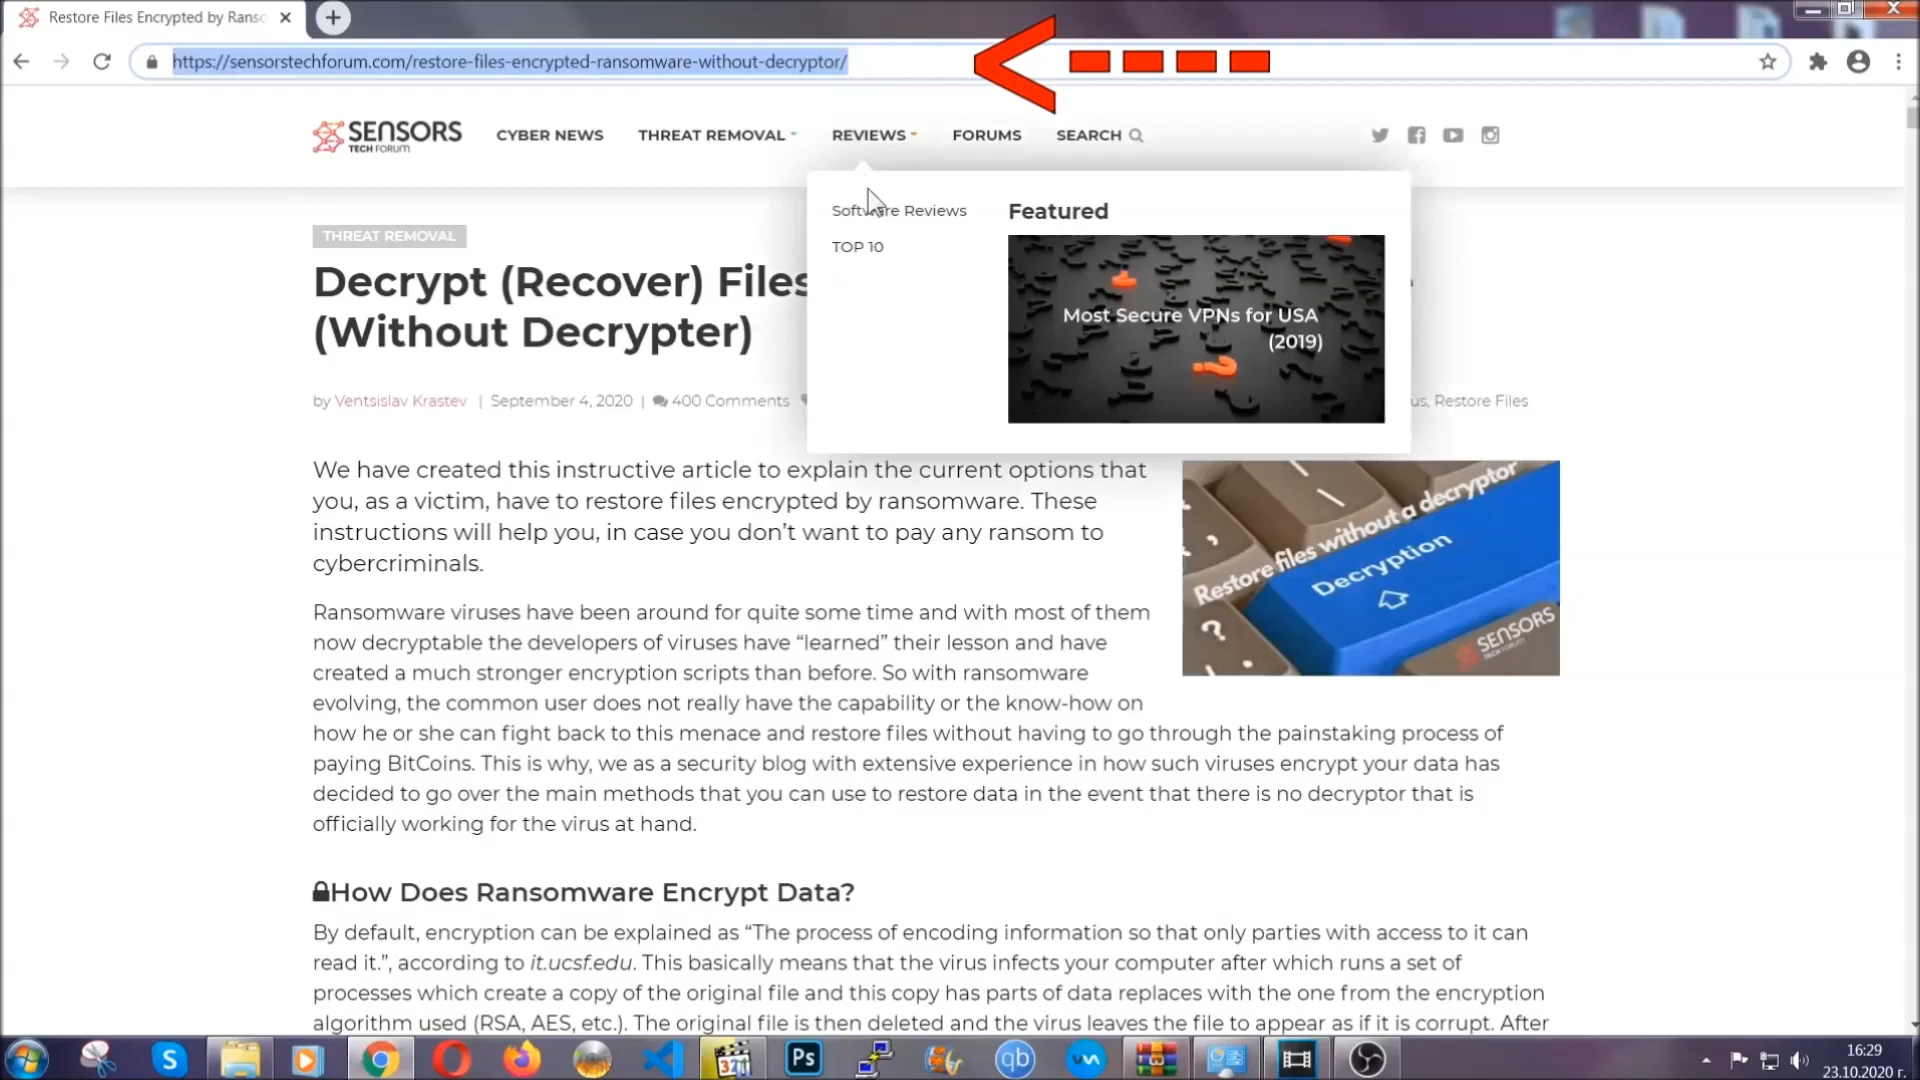 Restore Files Encrypted by Ranso
https://sensorstechforum.com/restore-files-encrypted-ransomware-without-decryptor/
SENSORS
TECH FORUM
CYBER NEWS
THREAT REMOVAL
REVIEWS
FORUMS
SEARCH
Software Reviews
TOP 10
Featured
Most Secure VPNs for USA
(2019)
THREAT REMOVAL
Decrypt (Recover) Files
(Without Decrypter)
by Ventsislav Krastev | September 4, 2020 | 400 Comments
us, Restore Files
We have created this instructive article to explain the current options that
you, as a victim, have to restore files encrypted by ransomware. These
instructions will help you, in case you don’t want to pay any ransom to
cybercriminals.
Restore files without a decryptor
Decryption
SENSORS
TECH FORUM
Ransomware viruses have been around for quite some time and with most of them
now decryptable the developers of viruses have “learned” their lesson and have
created a much stronger encryption scripts than before. So with ransomware
evolving, the common user does not really have the capability or the know-how on
how he or she can fight back to this menace and restore files without having to go through the painstaking process of
paying BitCoins. This is why, we as a security blog with extensive experience in how such viruses encrypt your data has
decided to go over the main methods that you can use to restore data in the event that there is no decryptor that is
officially working for the virus at hand.
How Does Ransomware Encrypt Data?
By default, encryption can be explained as “The process of encoding information so that only parties with access to it can
read it.”, according to it.ucsf.edu. This basically means that the virus infects your computer after which runs a set of
processes which create a copy of the original file and this copy has parts of data replaces with the one from the encryption
algorithm used (RSA, AES, etc.). The original file is then deleted and the virus leaves the file to appear as if it is corrupt. After
S
321
Ps
qb
16:29
23.10.2020 г.